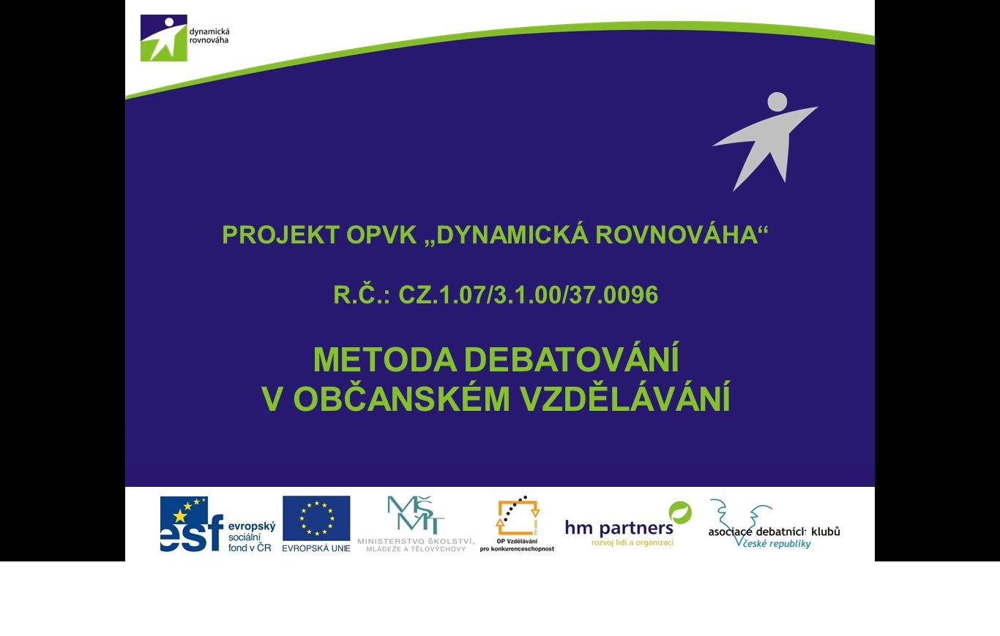 dynamická
rovnováha
PROJEKT OPVK „DYNAMICKÁ ROVNOVÁHA“
R.Č.: CZ.1.07/3.1.00/37.0096
METODA DEBATOVÁNÍ
V OBČANSKÉM VZDĚLÁVÁNÍ
esf evropský
sociální
fond v ČR
EVROPSKÁ UNIE
MŠMT
MINISTERSTVO ŠKOLSTVÍ,
MLÁDEŽE A TĚLOVÝCHOVY
2007-13
OP Vzdělávání
pro konkurenceschopnost
hm partners
rozvoj lidí a organizací
asociace debatních klubů
české republiky